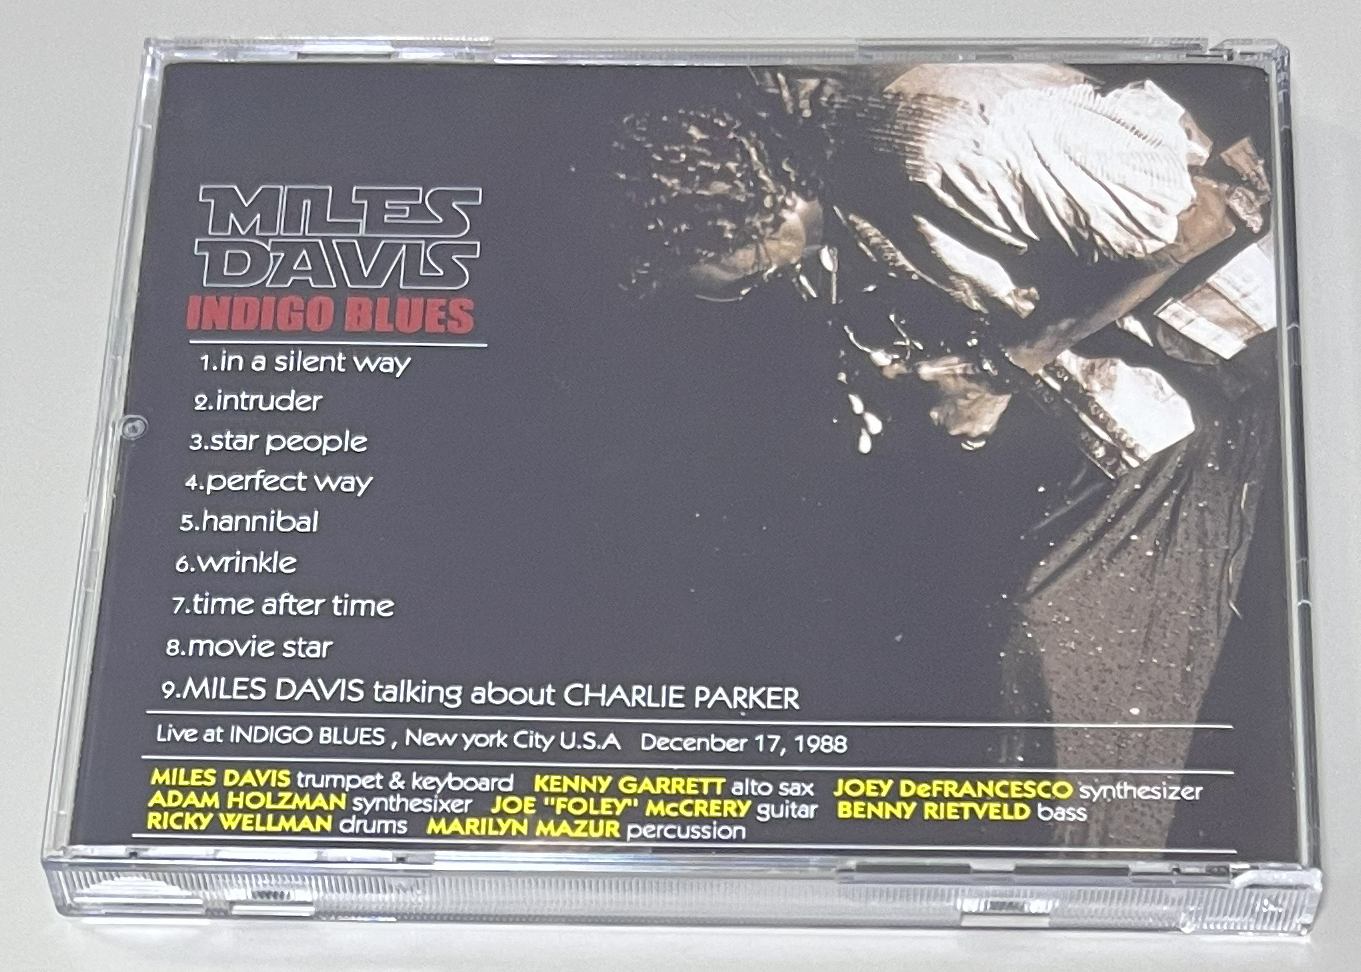 MILES
DAVIS
INDIGO BLUES
1.in a silent way
2.intruder
3.star people
4.perfect way
5.hannibal
6.wrinkle
7.time after time
8.movie star
9.MILES DAVIS talking about CHARLIE PARKER
Live at INDIGO BLUES , New york City U.S.A Decenber 17, 1988
MILES DAVIS trumpet & keyboard KENNY GARRETT alto sax JOEY DeFRANCESCO synthesizer
ADAM HOLZMAN synthesixer JOE "FOLEY" McCRERY guitar BENNY RIETVELD bass
RICKY WELLMAN drums MARILYN MAZUR percussion